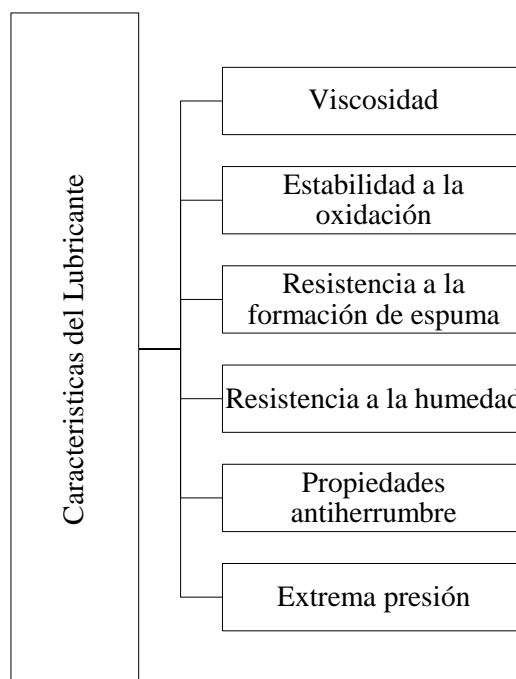 Caracteristicas del Lubricante
Viscosidad
Estabilidad a la
oxidación
Resistencia a la
formación de espuma
Resistencia a la humedad
Propiedades
antiherrumbre
Extrema presión